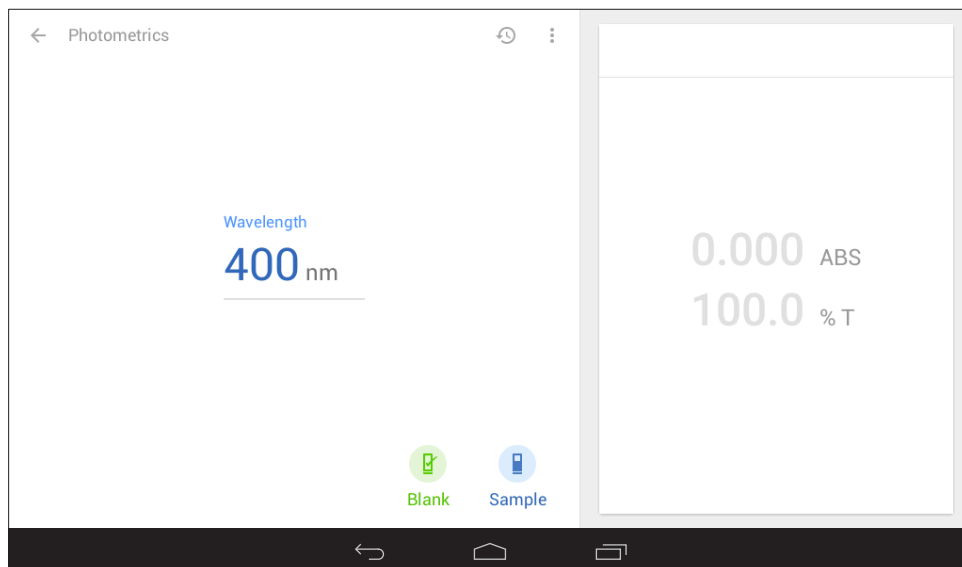 Photometrics
Wavelength
400 nm
Blank
Sample
0.000 ABS
100.0 % T